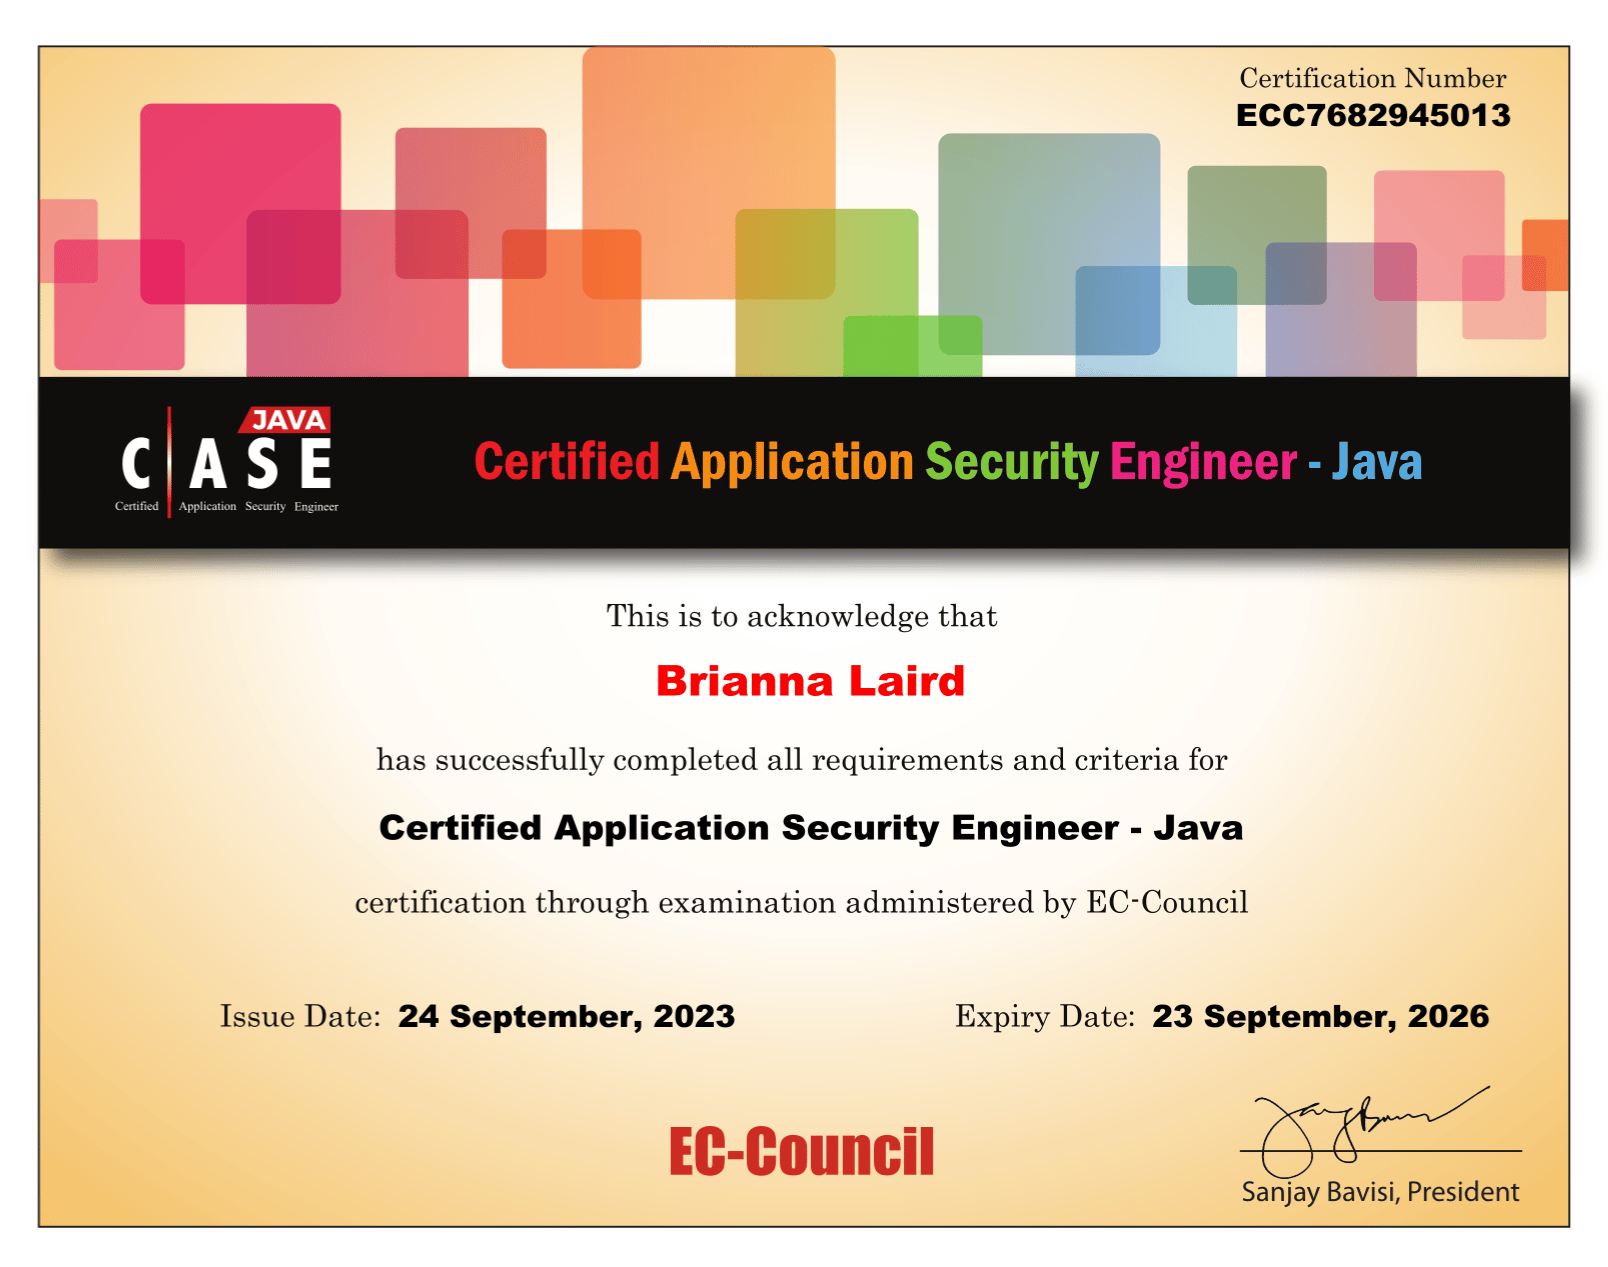 Certification Number
ECC7682945013
JAVA
C ASE
Certified Application Security Engineer
Certified Application Security Engineer - Java
This is to acknowledge that
Brianna Laird
has successfully completed all requirements and criteria for
Certified Application Security Engineer - Java
certification through examination administered by EC-Council
Issue Date: 24 September, 2023 Expiry Date: 23 September, 2026
EC-Council
Sanjay Bavisi, President